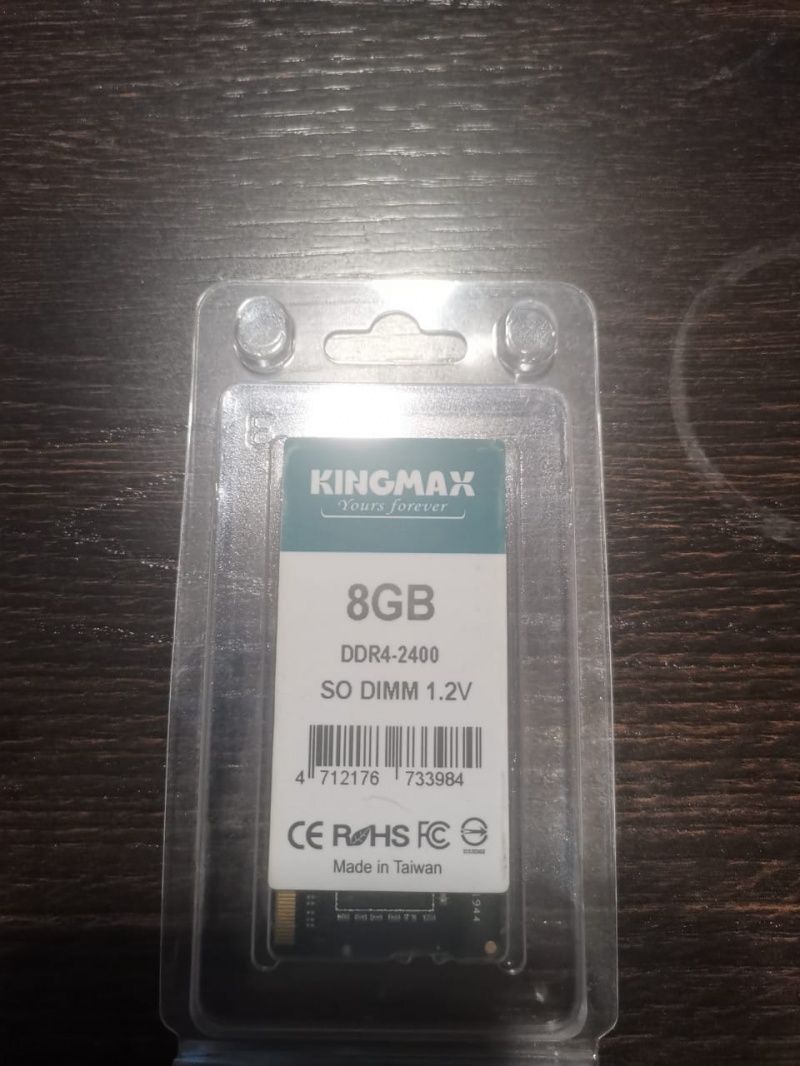 KINGMAX
Yours forever
8GB
DDR4-2400
SO DIMM 1.2V
4 712176 733984
CE RoHS FC
Made in Taiwan
1944